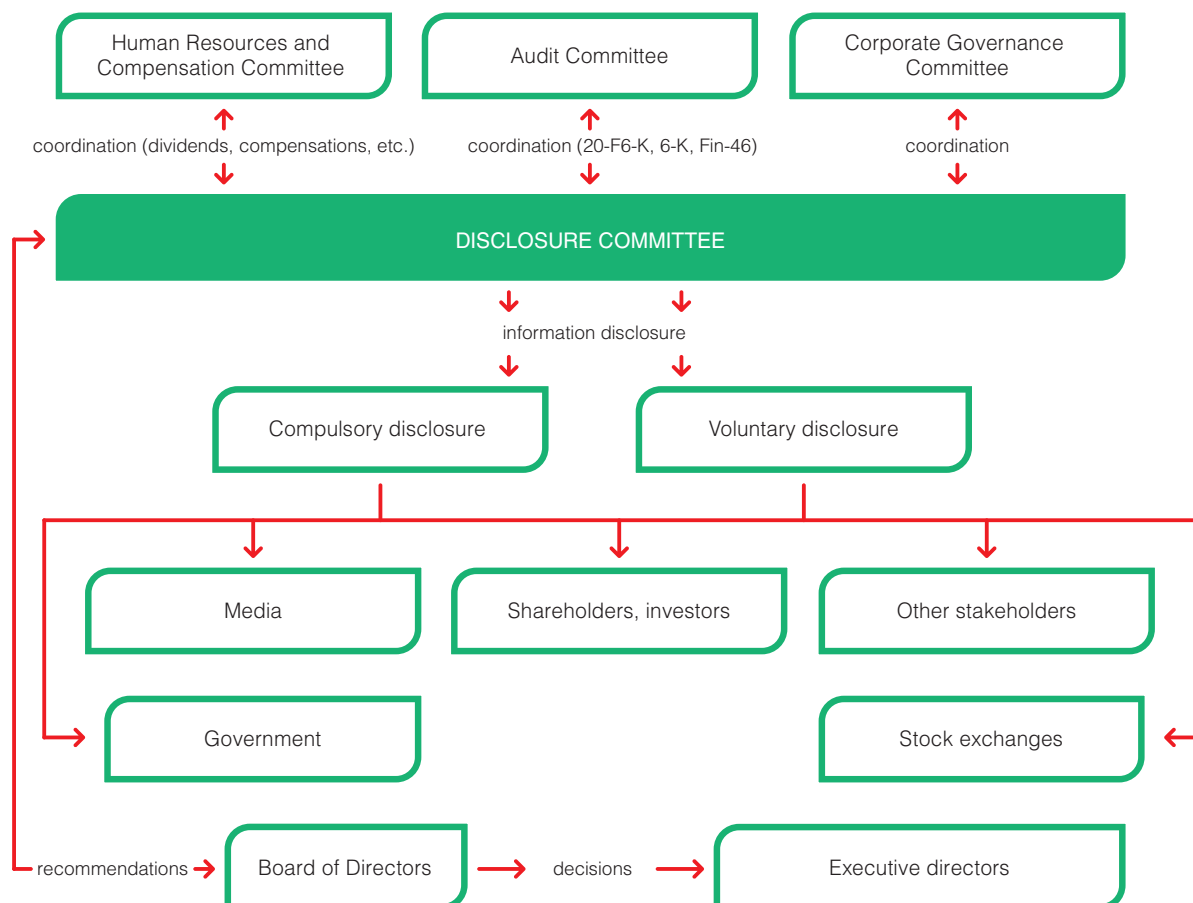 Human Resources and
Compensation Committee
Audit Committee
Corporate Governance
Committee
coordination (dividends, compensations, etc.)
coordination (20-F6-K, 6-K, Fin-46)
coordination
DISCLOSURE COMMITTEE
information disclosure
Compulsory disclosure
Voluntary disclosure
Media
Shareholders, investors
Other stakeholders
Government
Stock exchanges
recommendations
Board of Directors
decisions
Executive directors